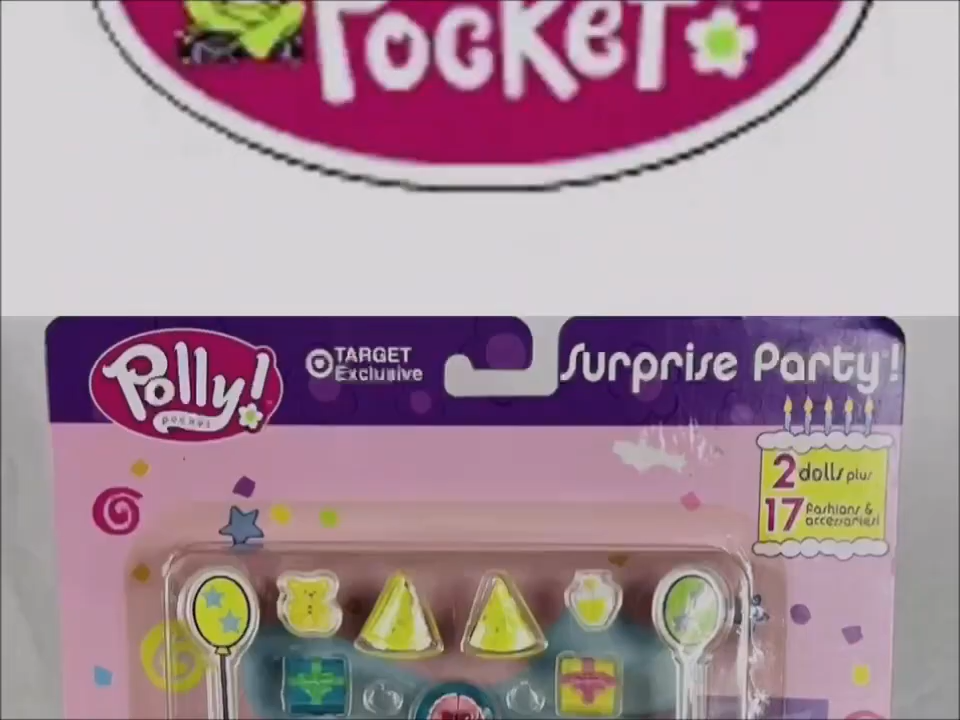 Pocket
Polly!
pocket
TARGET
Exclusive
Surprise Party!
2 dolls plus
17 fashions &
accessories!